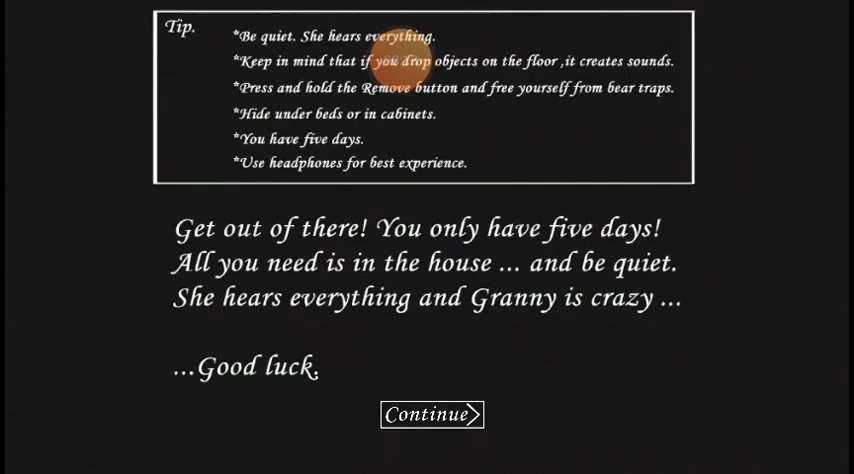 Tip.
*Be quiet. She hears everything.
*Keep in mind that if you drop objects on the floor ,it creates sounds.
*Press and hold the Remove button and free yourself from bear traps.
*Hide under beds or in cabinets.
*You have five days.
*Use headphones for best experience.
Get out of there! You only have five days!
All you need is in the house ... and be quiet.
She hears everything and Granny is crazy ...
...Good luck.
Continue>